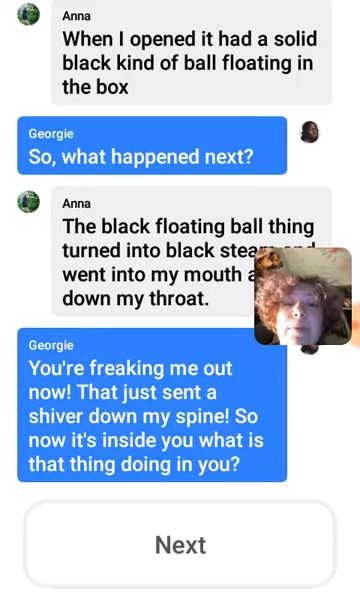 Anna
When I opened it had a solid
black kind of ball floating in
the box
Georgie
So, what happened next?
Anna
The black floating ball thing
turned into black steam and
went into my mouth
down my throat.
Georgie
You're freaking me out
now! That just sent a
shiver down my spine! So
now it's inside you what is
that thing doing in you?
Next